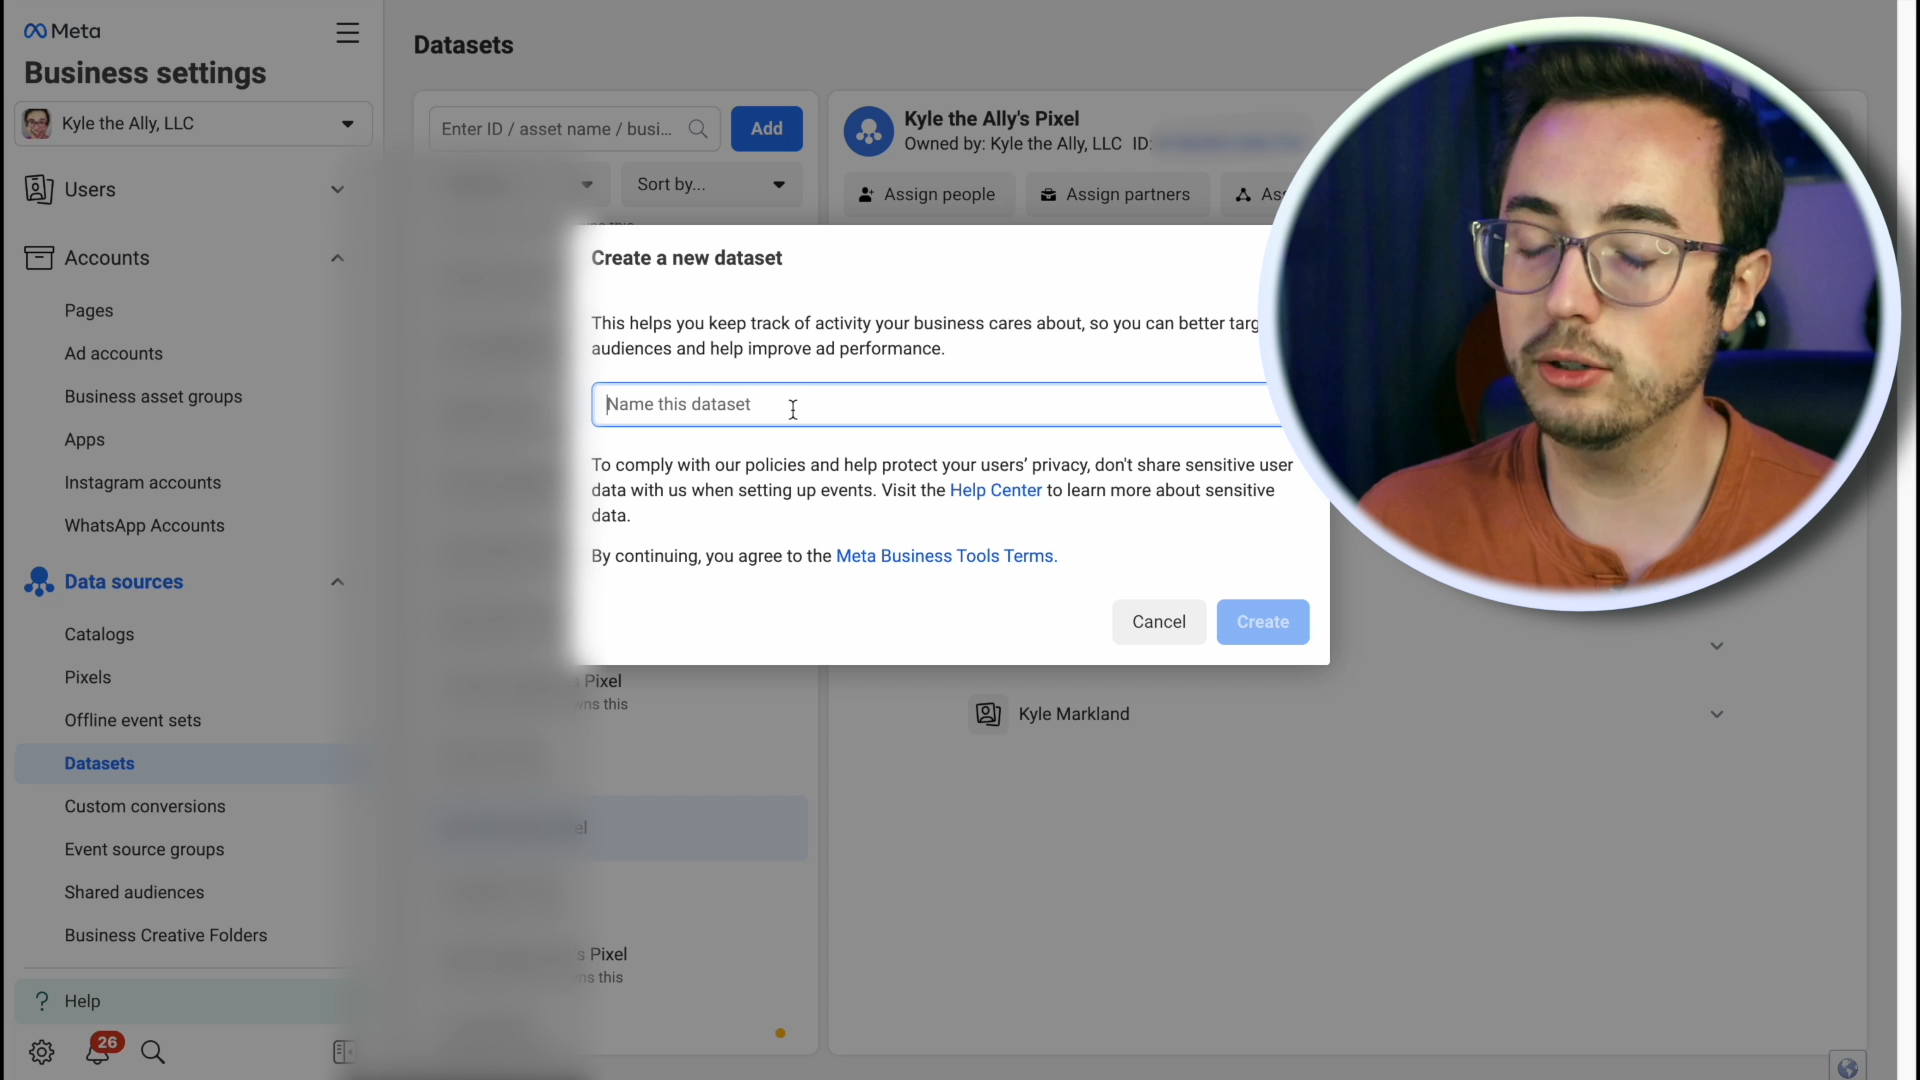 Meta
Business settings
Kyle the Ally, LLC
Users
Accounts
Pages
Ad accounts
Business asset groups
Apps
Instagram accounts
WhatsApp Accounts
Data sources
Catalogs
Pixels
Offline event sets
Datasets
Custom conversions
Event source groups
Shared audiences
Business Creative Folders
? Help
26
Datasets
Enter ID / asset name / busi...
Add
Sort by...
Pixel
s Pixel
Kyle the Ally's Pixel
Owned by: Kyle the Ally, LLC ID:
Assign people
Assign partners
Kyle Markland
Create a new dataset
This helps you keep track of activity your business cares about, so you can better targ
audiences and help improve ad performance.
Name this dataset
To comply with our policies and help protect your users’ privacy, don't share sensitive user
data with us when setting up events. Visit the Help Center to learn more about sensitive
data.
By continuing, you agree to the Meta Business Tools Terms.
Cancel
Create